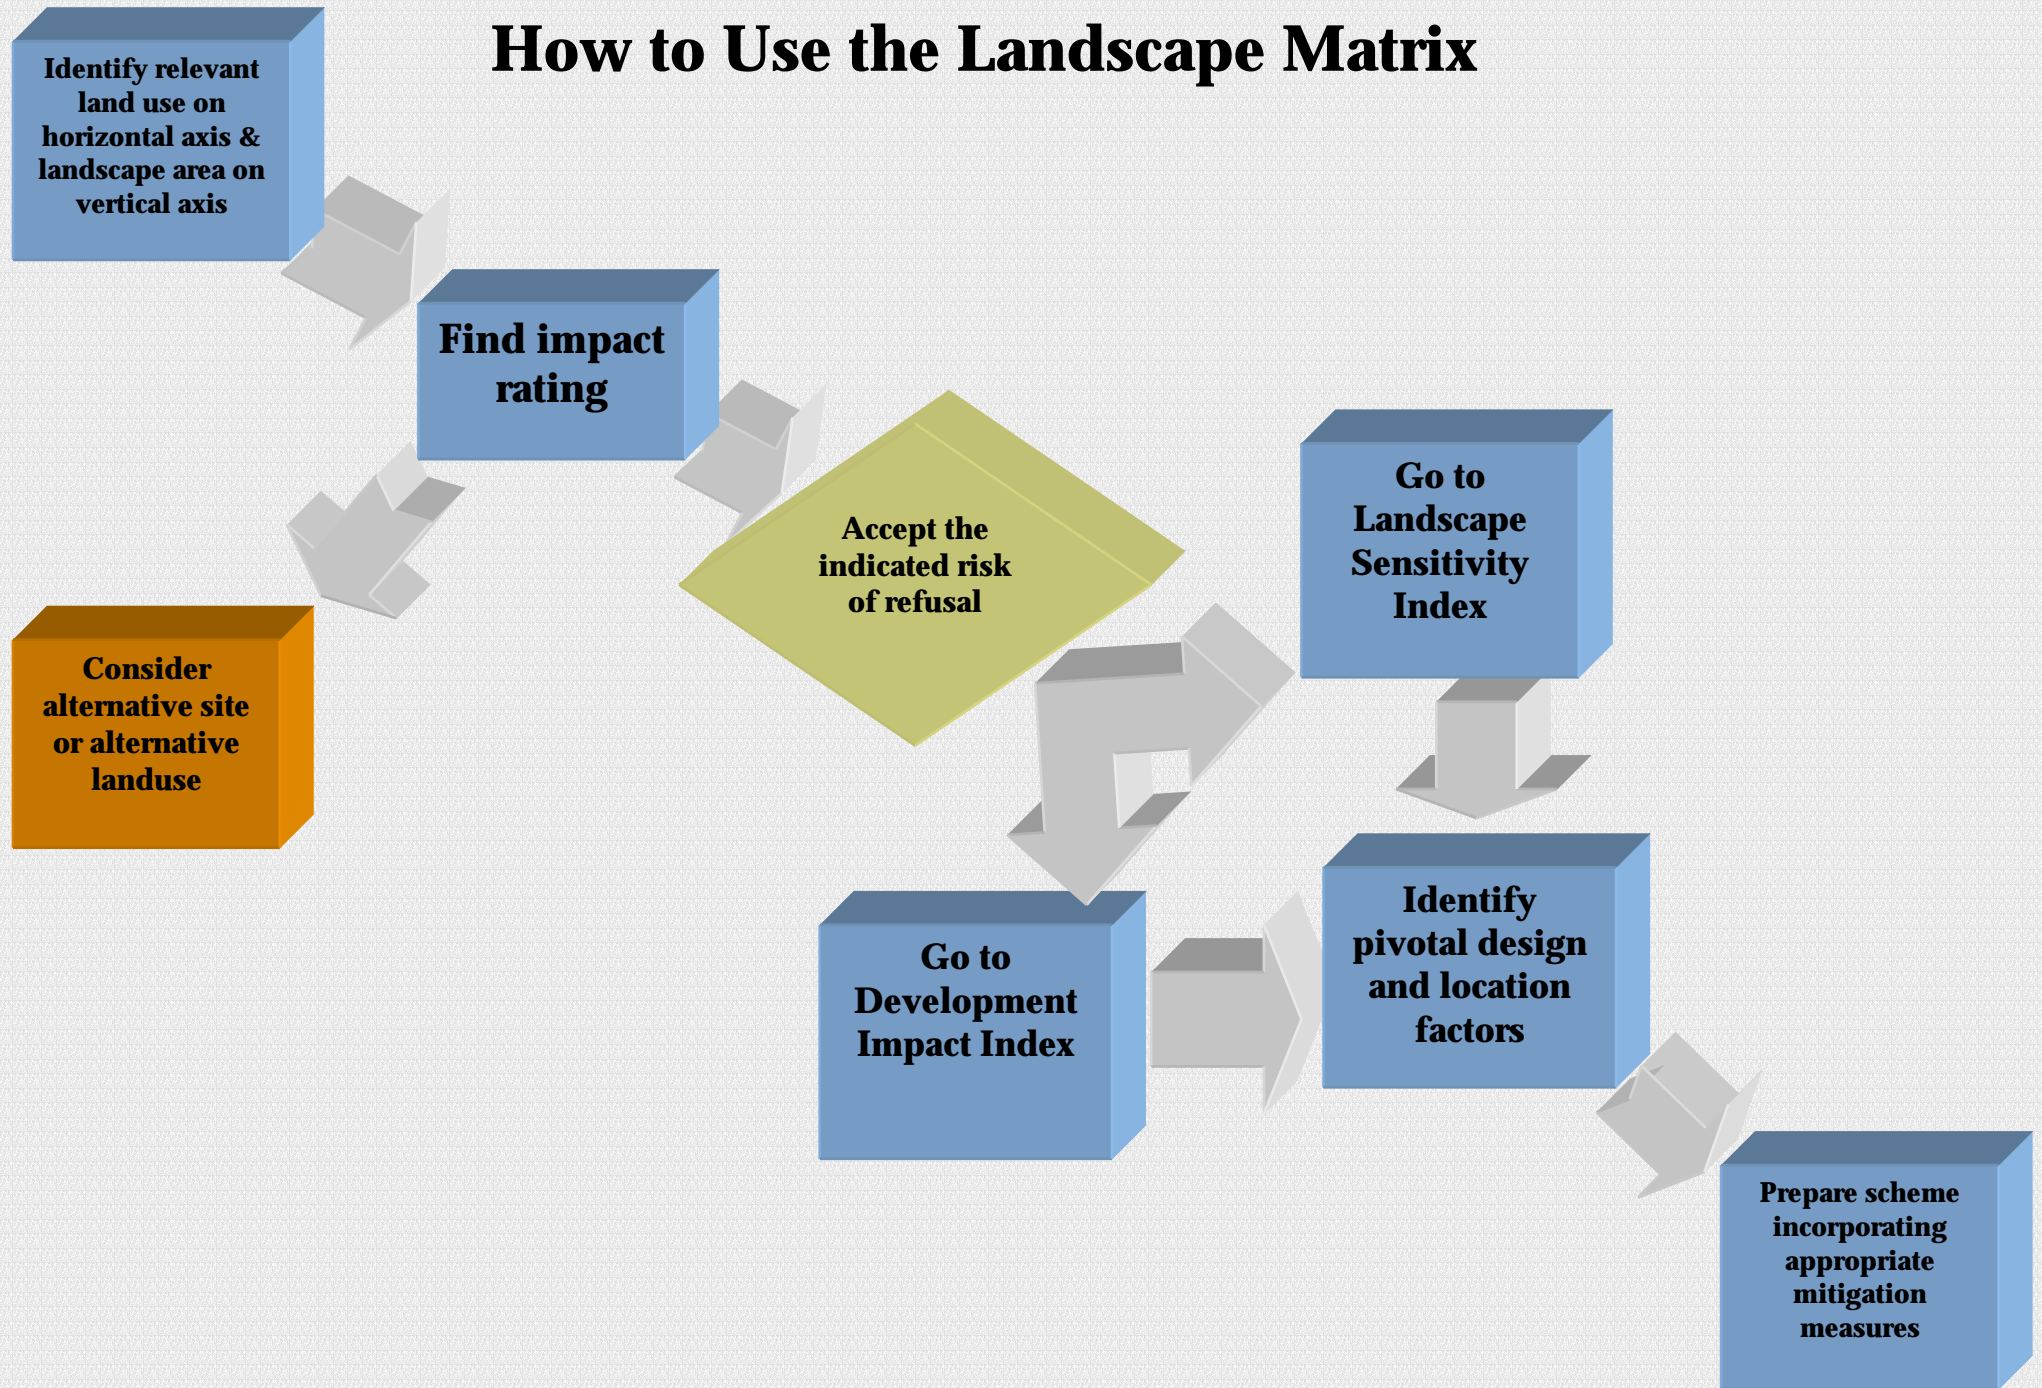 How to Use the Landscape Matrix
Identify relevant
land use on
horizontal axis &
landscape area on
vertical axis
Find impact
rating
Accept the
indicated risk
of refusal
Go to
Landscape
Sensitivity
Index
Consider
alternative site
or alternative
landuse
Go to
Development
Impact Index
Identify
pivotal design
and location
factors
Prepare scheme
incorporating
appropriate
mitigation
measures